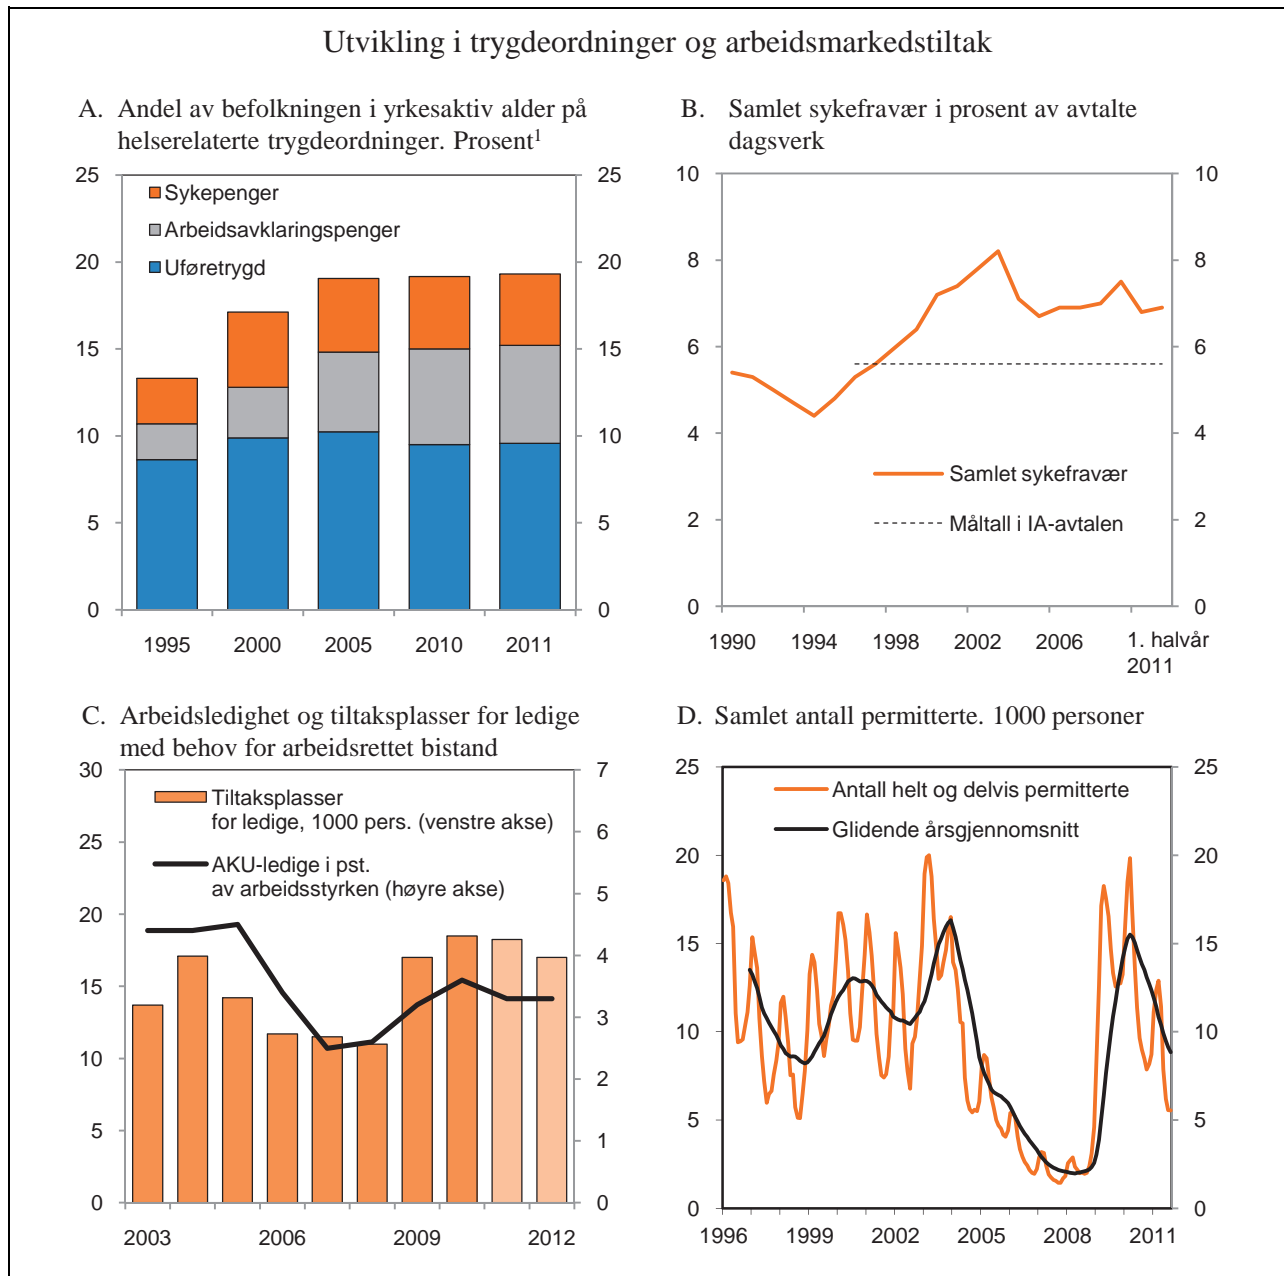 Utvikling i trygdeordninger og arbeidsmarkedstiltak
A. Andel av befolkningen i yrkesaktiv alder på
helserelaterte trygdeordninger. Prosent1
25 25
20 20
15 15
10 10
5 5
0 0
Sykepenger
Arbeidsavklaringspenger
Uføretrygd
1995 2000 2005 2010 2011
B. Samlet sykefravær i prosent av avtalte
dagsverk
10 10
8 8
6 6
4 4
2 2
0 0
Samlet sykefravær
Måltall i IA-avtalen
1990 1994 1998 2002 2006 1. halvår
2011
C. Arbeidsledighet og tiltaksplasser for ledige
med behov for arbeidsrettet bistand
30 7
25 6
20 5
15 4
10 3
5 2
0 1
0
Tiltaksplasser
for ledige, 1000 pers. (venstre akse)
AKU-ledige i pst.
av arbeidsstyrken (høyre akse)
2003 2006 2009 2012
D. Samlet antall permitterte. 1000 personer
25 25
20 20
15 15
10 10
5 5
0 0
Antall helt og delvis permitterte
Glidende årsgjennomsnitt
1996 1999 2002 2005 2008 2011